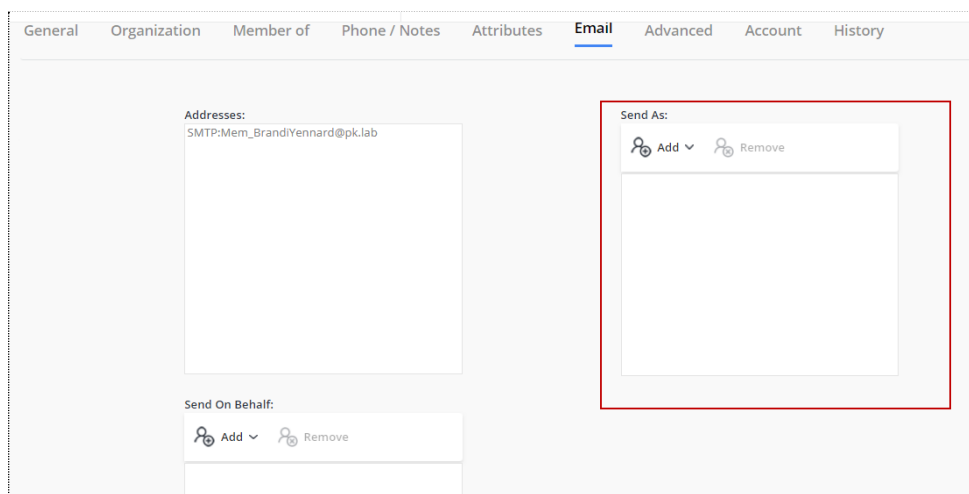 General Organization Member of Phone / Notes Attributes Email Advanced Account History
Addresses:
SMTP:Mem_BrandiYennard@pk.lab
Send As:
Add Remove
Send On Behalf:
Add Remove